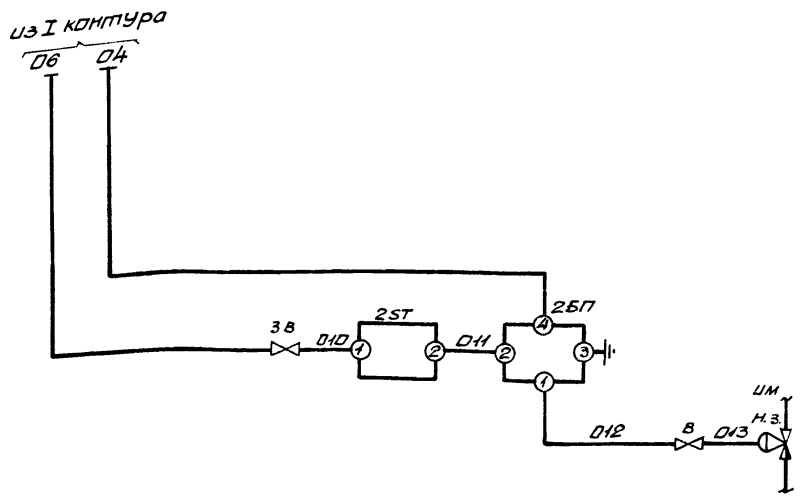 из I контура
06 04
2БП
4
3В 010 2ST 011
1 2 2 3
1
им
н.з.
012 В 013